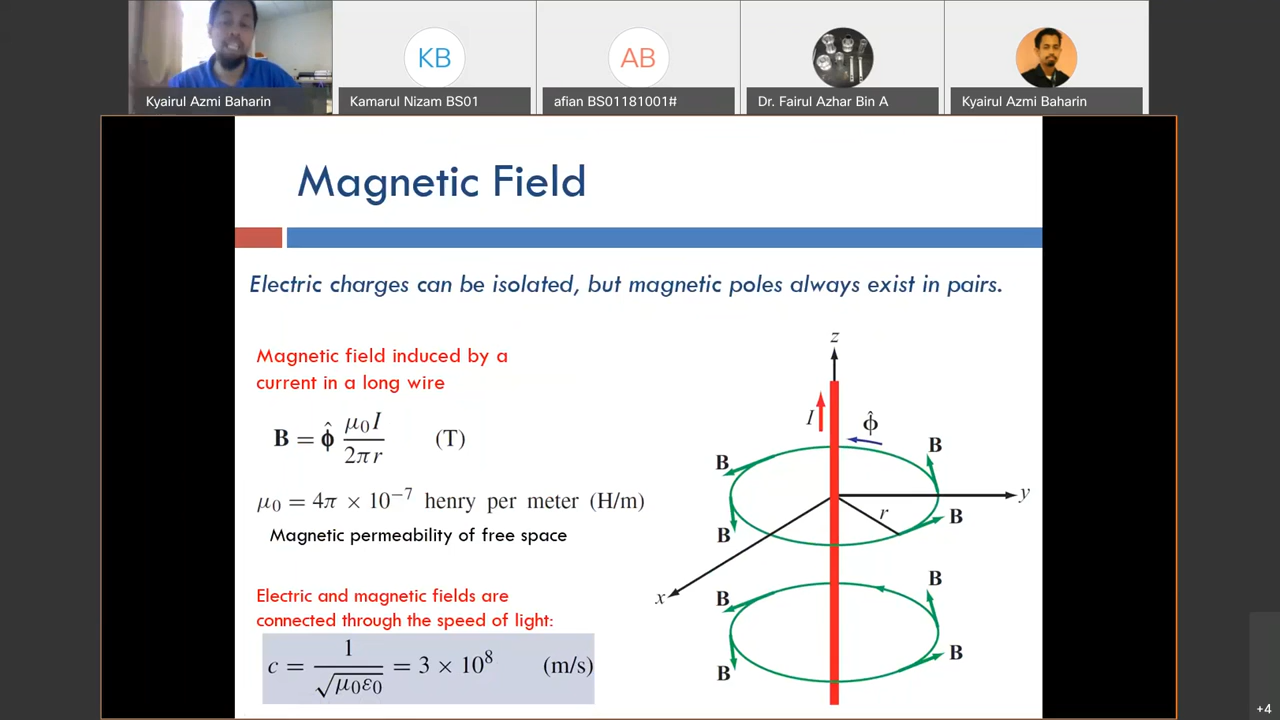 KB
AB
Kyairul Azmi Baharin
Kamarul Nizam BS01
afian BS01181001#
Dr. Fairul Azhar Bin A
Kyairul Azmi Baharin
Magnetic Field
Electric charges can be isolated, but magnetic poles always exist in pairs.
Magnetic field induced by a
current in a long wire
B = φ̂ μ₀I / 2πr (T)
μ₀ = 4π × 10⁻⁷ henry per meter (H/m)
Magnetic permeability of free space
Electric and magnetic fields are
connected through the speed of light:
c = 1 / √μ₀ε₀ = 3 × 10⁸ (m/s)
z
I
φ̂
B
B
y
r
B
B
x
B
B
B
B
+4